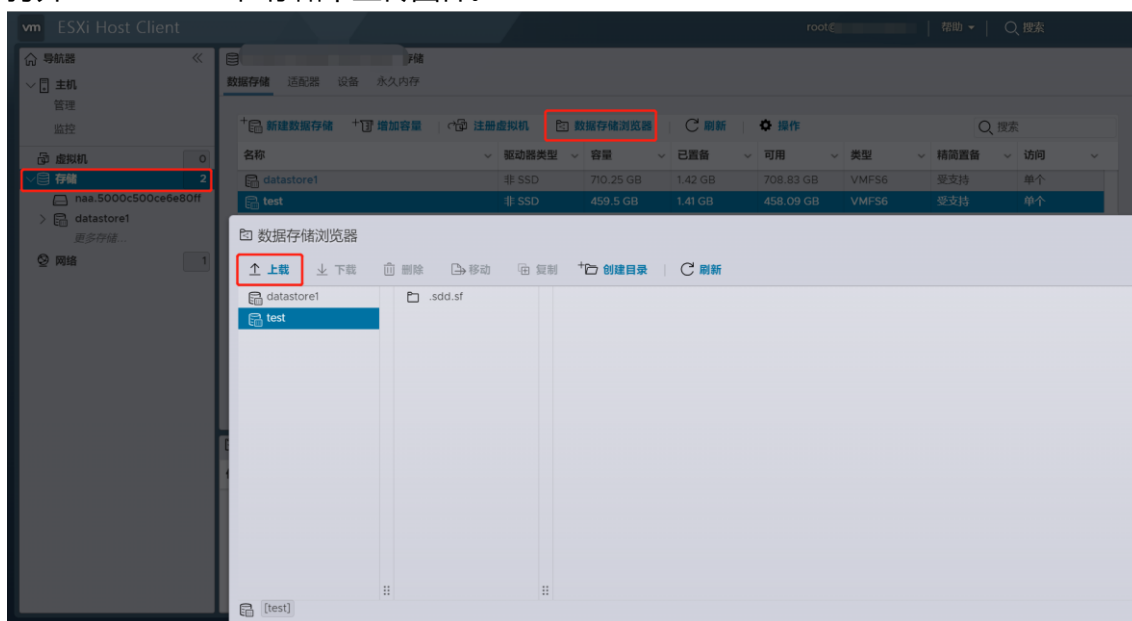 vm ESXi Host Client root@ 帮助 搜索
导航器
主机
管理
监控
虚拟机 0
存储 2
naa.5000c500ce6e80ff
datastore1
更多存储...
网络 1
存储
数据存储 适配器 设备 永久内存
新建数据存储 增加容量 注册虚拟机 数据存储浏览器 刷新 操作 搜索
名称 驱动器类型 容量 已置备 可用 类型 精简置备 访问
datastore1 非 SSD 710.25 GB 1.42 GB 708.83 GB VMFS6 受支持 单个
test 非 SSD 459.5 GB 1.41 GB 458.09 GB VMFS6 受支持 单个
数据存储浏览器
上载 下载 删除 移动 复制 创建目录 刷新
datastore1 .sdd.sf
test
[test]